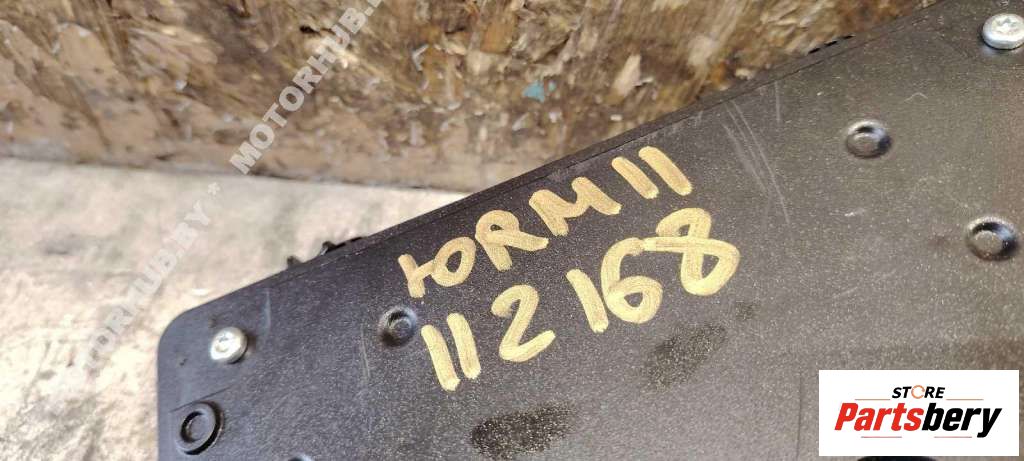 MOTORHUB.BY * MOTORHUB.BY
ЮRM11
112168
STORE
Partsbery